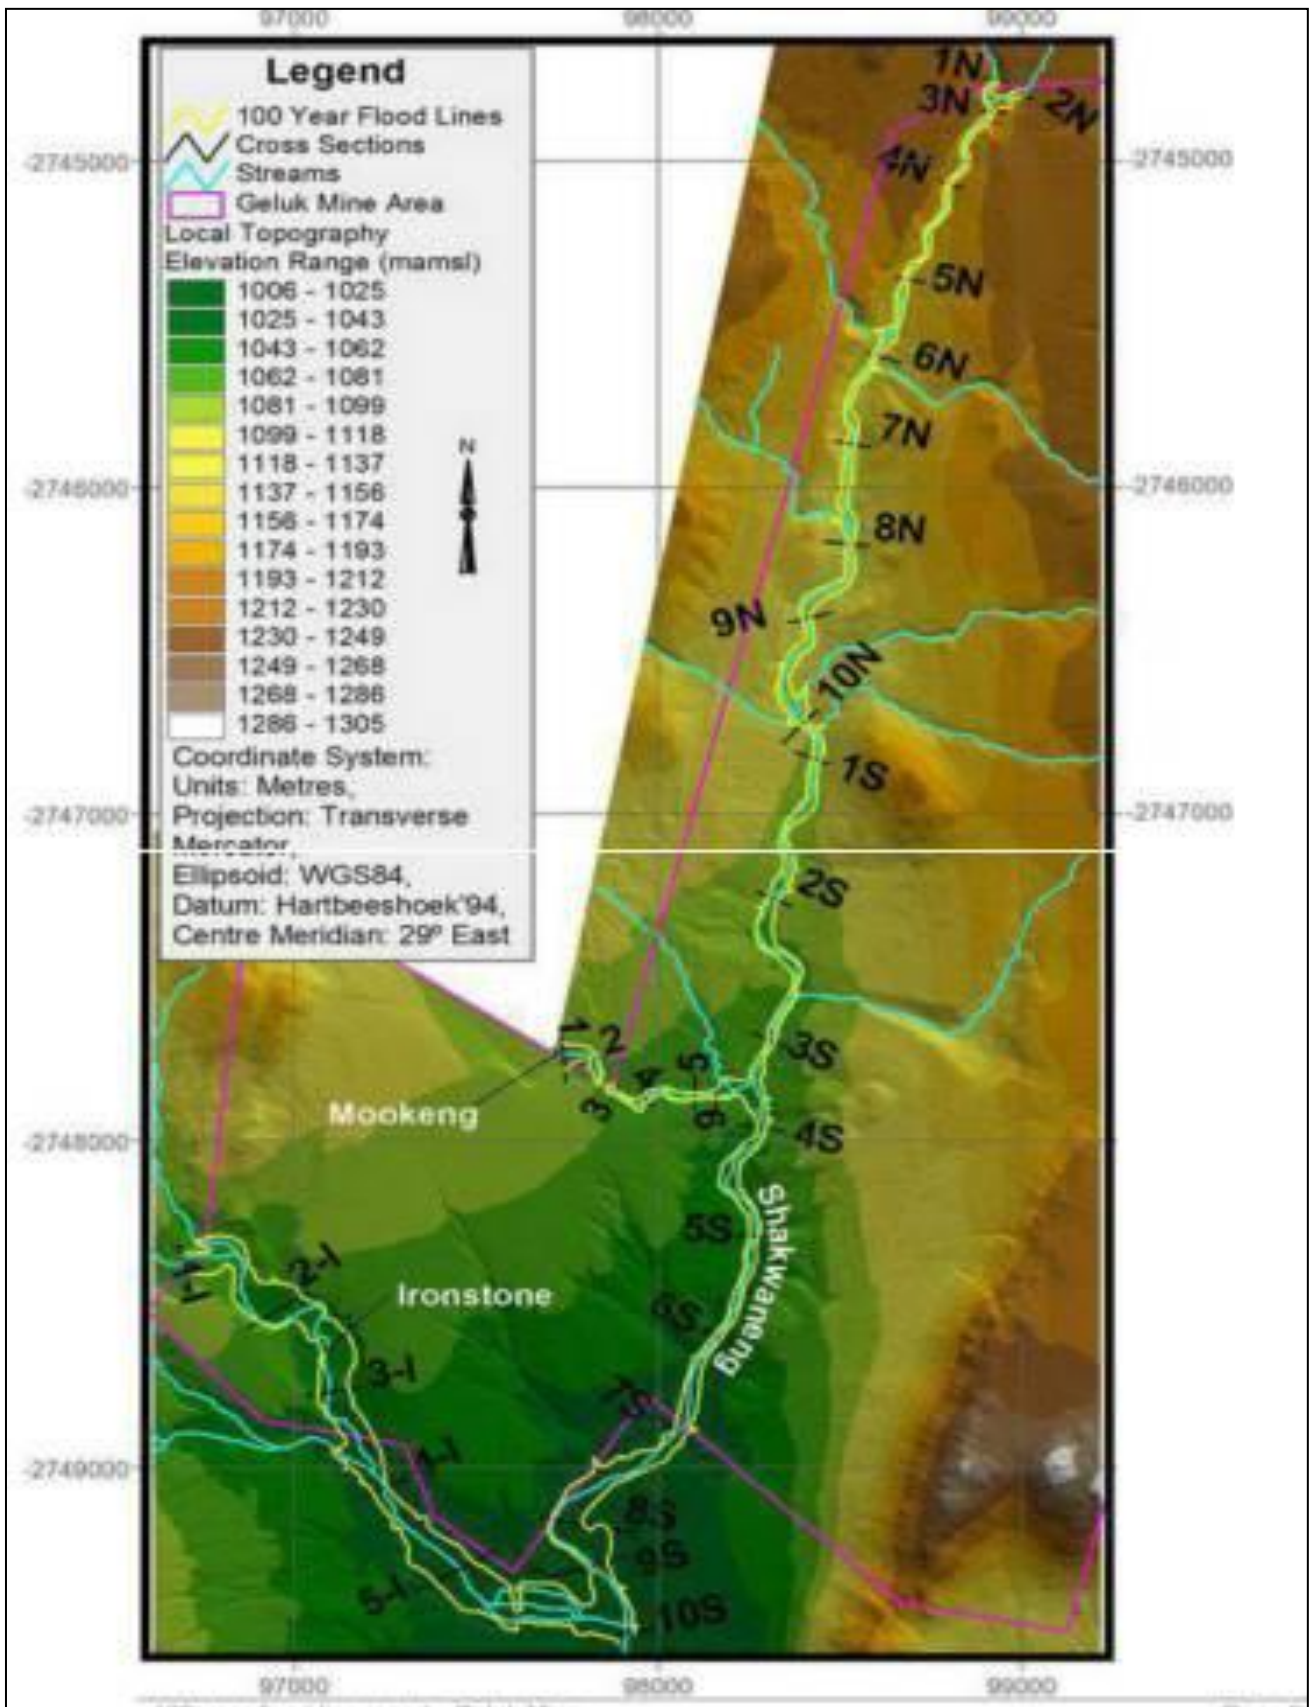 97000 98000 99000
Legend
100 Year Flood Lines
Cross Sections
Streams
Geluk Mine Area
Local Topography
Elevation Range (mamsl)
1006 - 1025
1025 - 1043
1043 - 1062
1062 - 1081
1081 - 1099
1099 - 1118
1118 - 1137
1137 - 1156
1156 - 1174
1174 - 1193
1193 - 1212
1212 - 1230
1230 - 1249
1249 - 1268
1268 - 1286
1286 - 1305
Coordinate System:
Units: Metres,
Projection: Transverse
Mercator,
Ellipsoid: WGS84,
Datum: Hartbeeshoek'94,
Centre Meridian: 29º East
N
-2745000
-2746000
-2747000
-2748000
-2749000
-2745000
-2746000
-2747000
1N
2N
3N
4N
5N
6N
7N
8N
9N
10N
1S
2S
3S
4S
5S
6S
7S
8S
9S
10S
1
2
3
4
5
6
Mookeng
Shakwaneng
Ironstone
1-I
2-I
3-I
4-I
5-I
97000 98000 99000